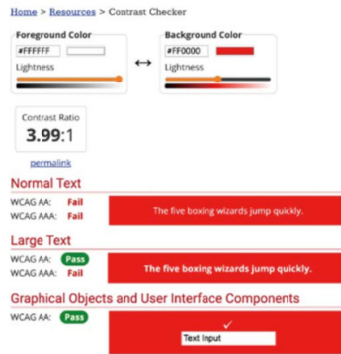 Home > Resources > Contrast Checker
Foreground Color
#FFFFFF
Lightness
Background Color
#FF0000
Lightness
Contrast Ratio
3.99:1
permalink
Normal Text
WCAG AA: Fail
WCAG AAA: Fail
The five boxing wizards jump quickly.
Large Text
WCAG AA: Pass
WCAG AAA: Fail
The five boxing wizards jump quickly.
Graphical Objects and User Interface Components
WCAG AA: Pass
✓
Text Input